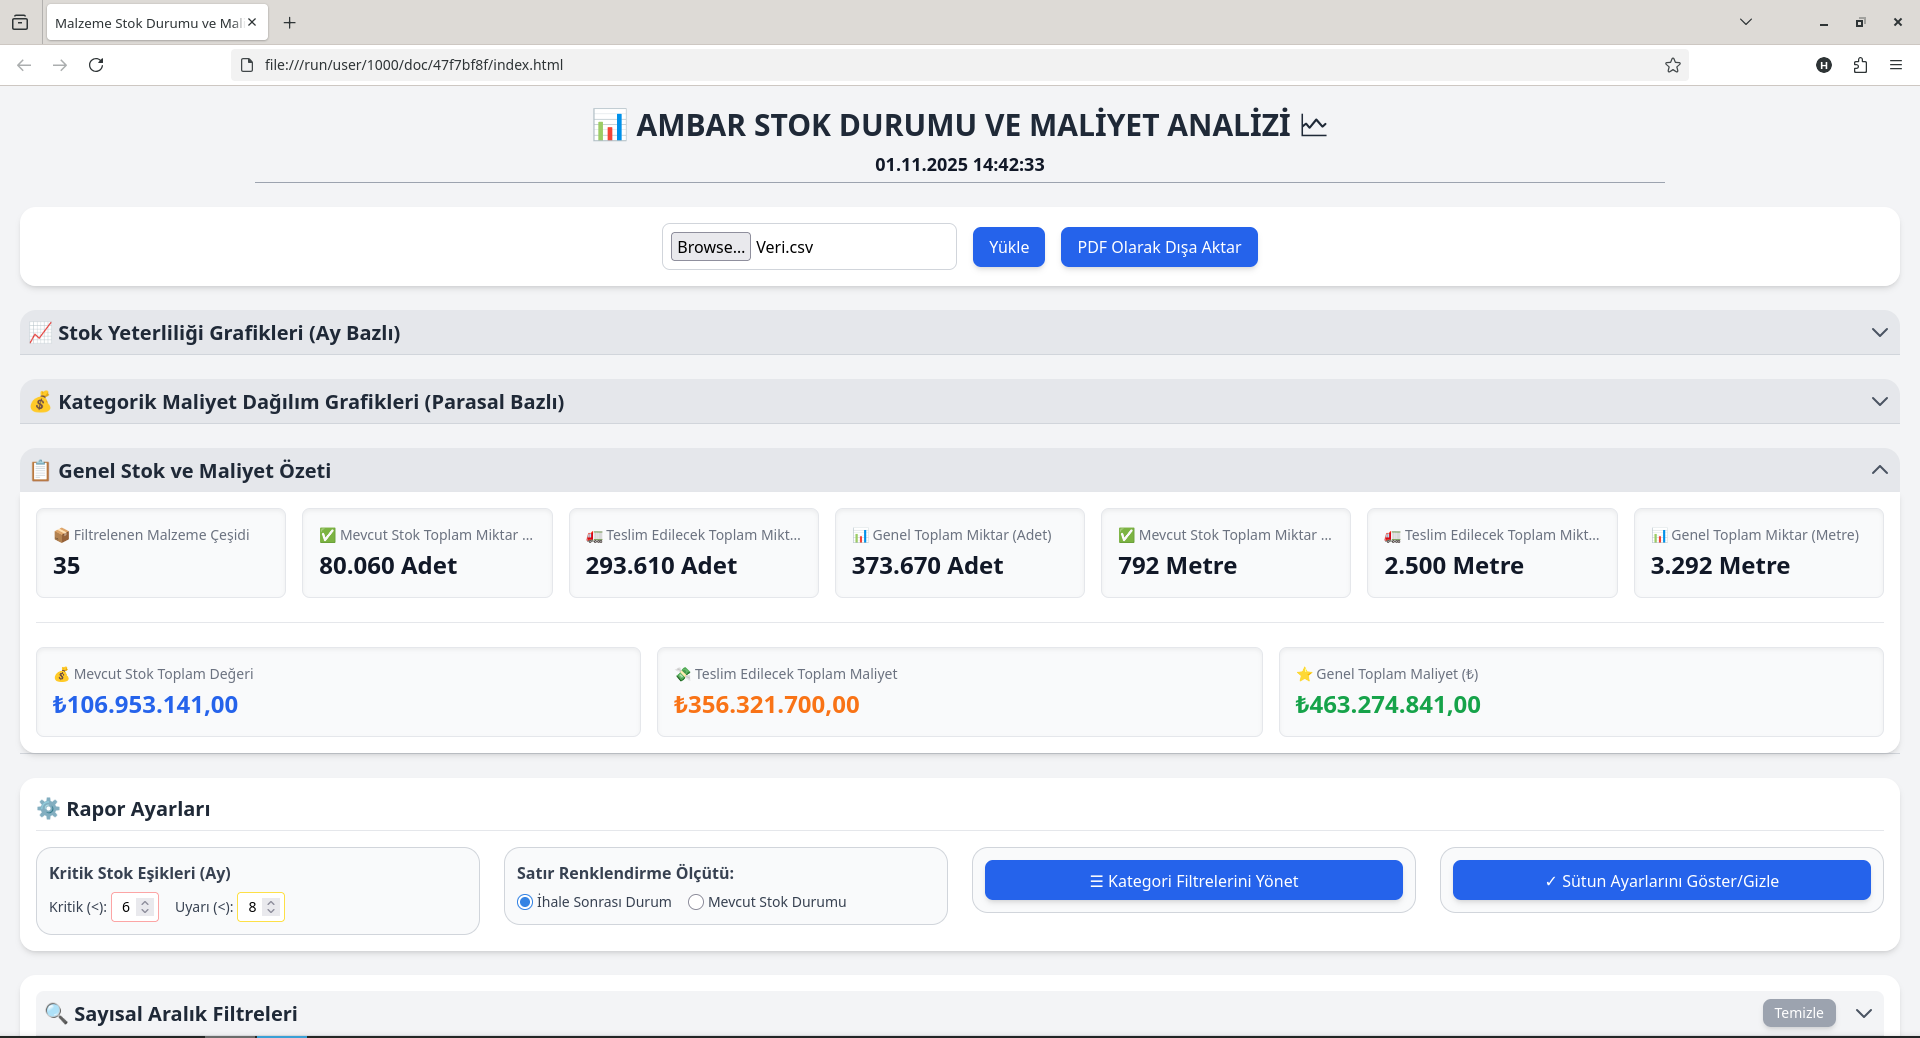 Malzeme Stok Durumu ve Mal
file:///run/user/1000/doc/47f7bf8f/index.html
H
📊 AMBAR STOK DURUMU VE MALİYET ANALİZİ
01.11.2025 14:42:33
Browse... Veri.csv
Yükle
PDF Olarak Dışa Aktar
📈 Stok Yeterliliği Grafikleri (Ay Bazlı)
💰 Kategorik Maliyet Dağılım Grafikleri (Parasal Bazlı)
📋 Genel Stok ve Maliyet Özeti
📦 Filtrelenen Malzeme Çeşidi
35
✅ Mevcut Stok Toplam Miktar ...
80.060 Adet
🚛 Teslim Edilecek Toplam Mikt...
293.610 Adet
📊 Genel Toplam Miktar (Adet)
373.670 Adet
✅ Mevcut Stok Toplam Miktar ...
792 Metre
🚛 Teslim Edilecek Toplam Mikt...
2.500 Metre
📊 Genel Toplam Miktar (Metre)
3.292 Metre
💰 Mevcut Stok Toplam Değeri
₺106.953.141,00
💸 Teslim Edilecek Toplam Maliyet
₺356.321.700,00
⭐ Genel Toplam Maliyet (₺)
₺463.274.841,00
⚙️ Rapor Ayarları
Kritik Stok Eşikleri (Ay)
Kritik (<): 6 Uyarı (<): 8
Satır Renklendirme Ölçütü:
İhale Sonrası Durum Mevcut Stok Durumu
☰ Kategori Filtrelerini Yönet
✓ Sütun Ayarlarını Göster/Gizle
🔍 Sayısal Aralık Filtreleri
Temizle